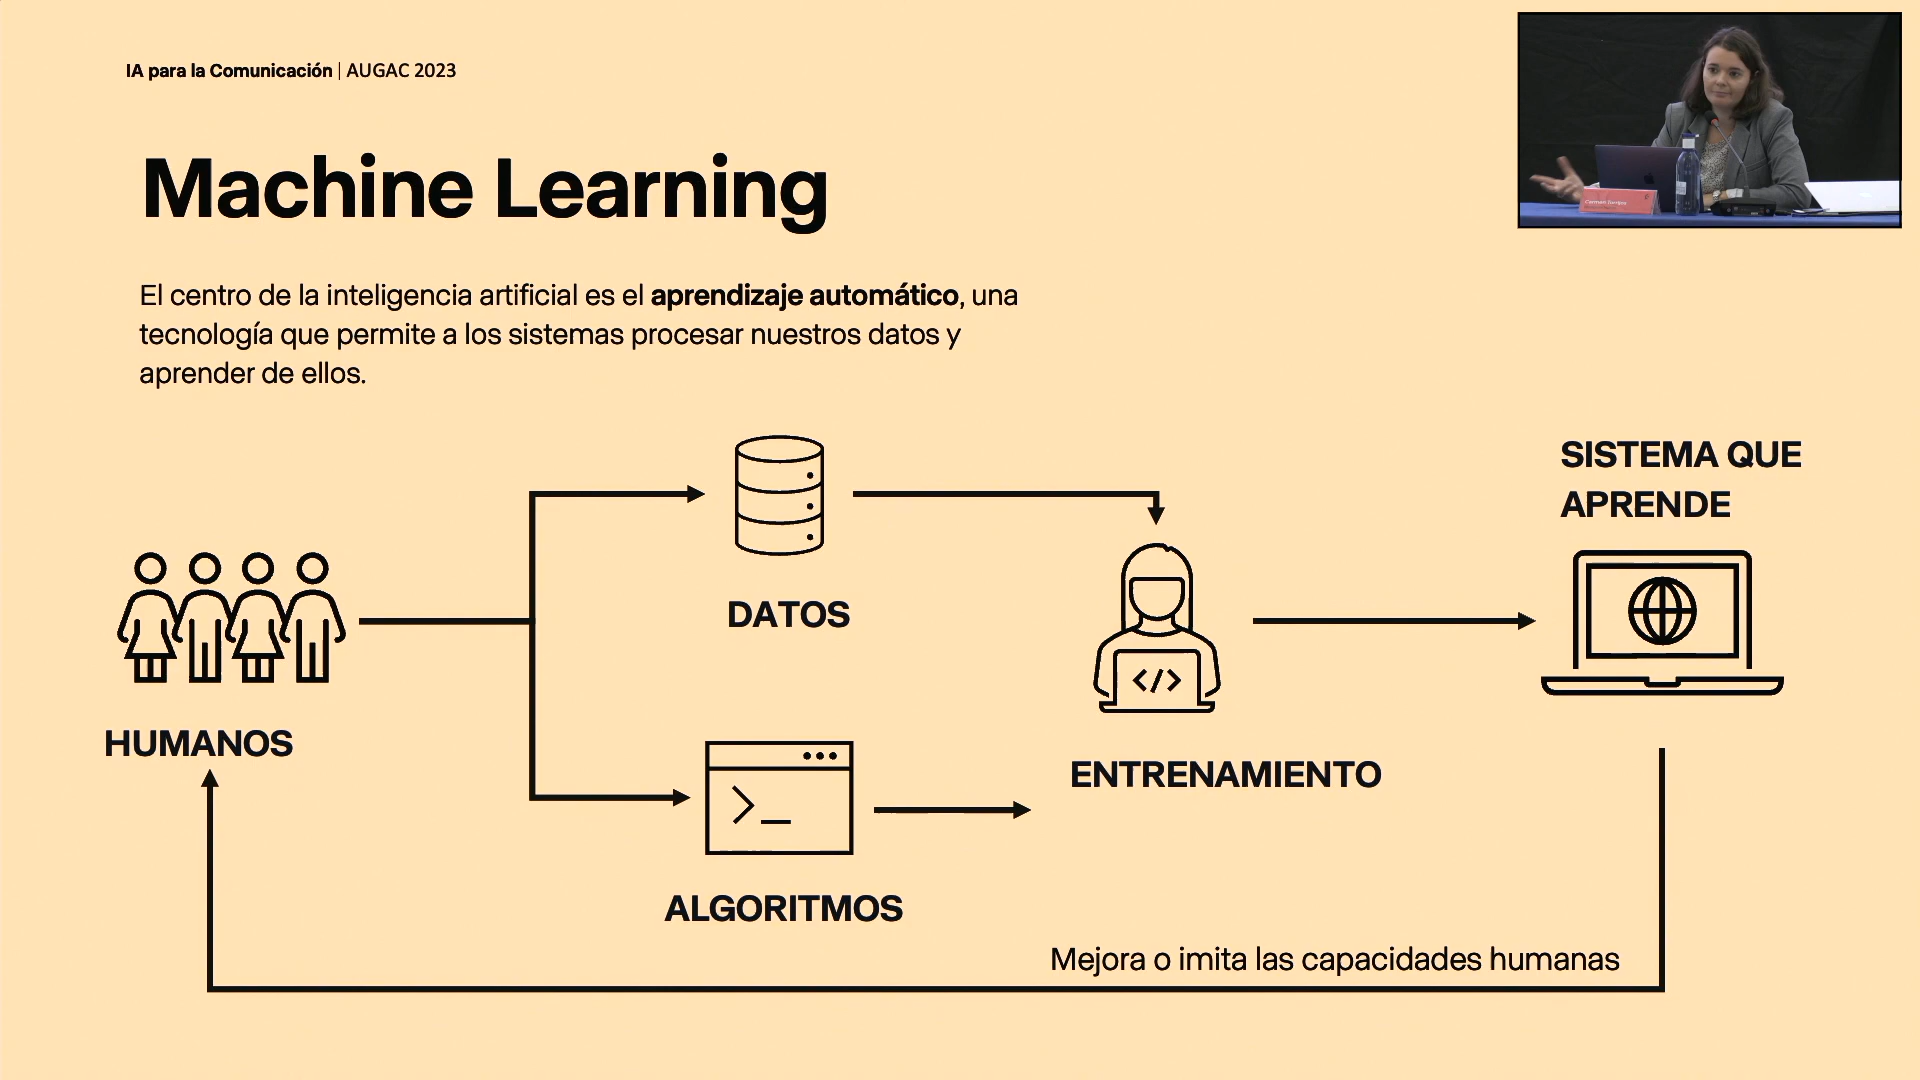 IA para la Comunicación | AUGAC 2023
Machine Learning
El centro de la inteligencia artificial es el aprendizaje automático, una
tecnología que permite a los sistemas procesar nuestros datos y
aprender de ellos.
SISTEMA QUE
APRENDE
DATOS
</>
HUMANOS
ENTRENAMIENTO
>_
ALGORITMOS
Mejora o imita las capacidades humanas